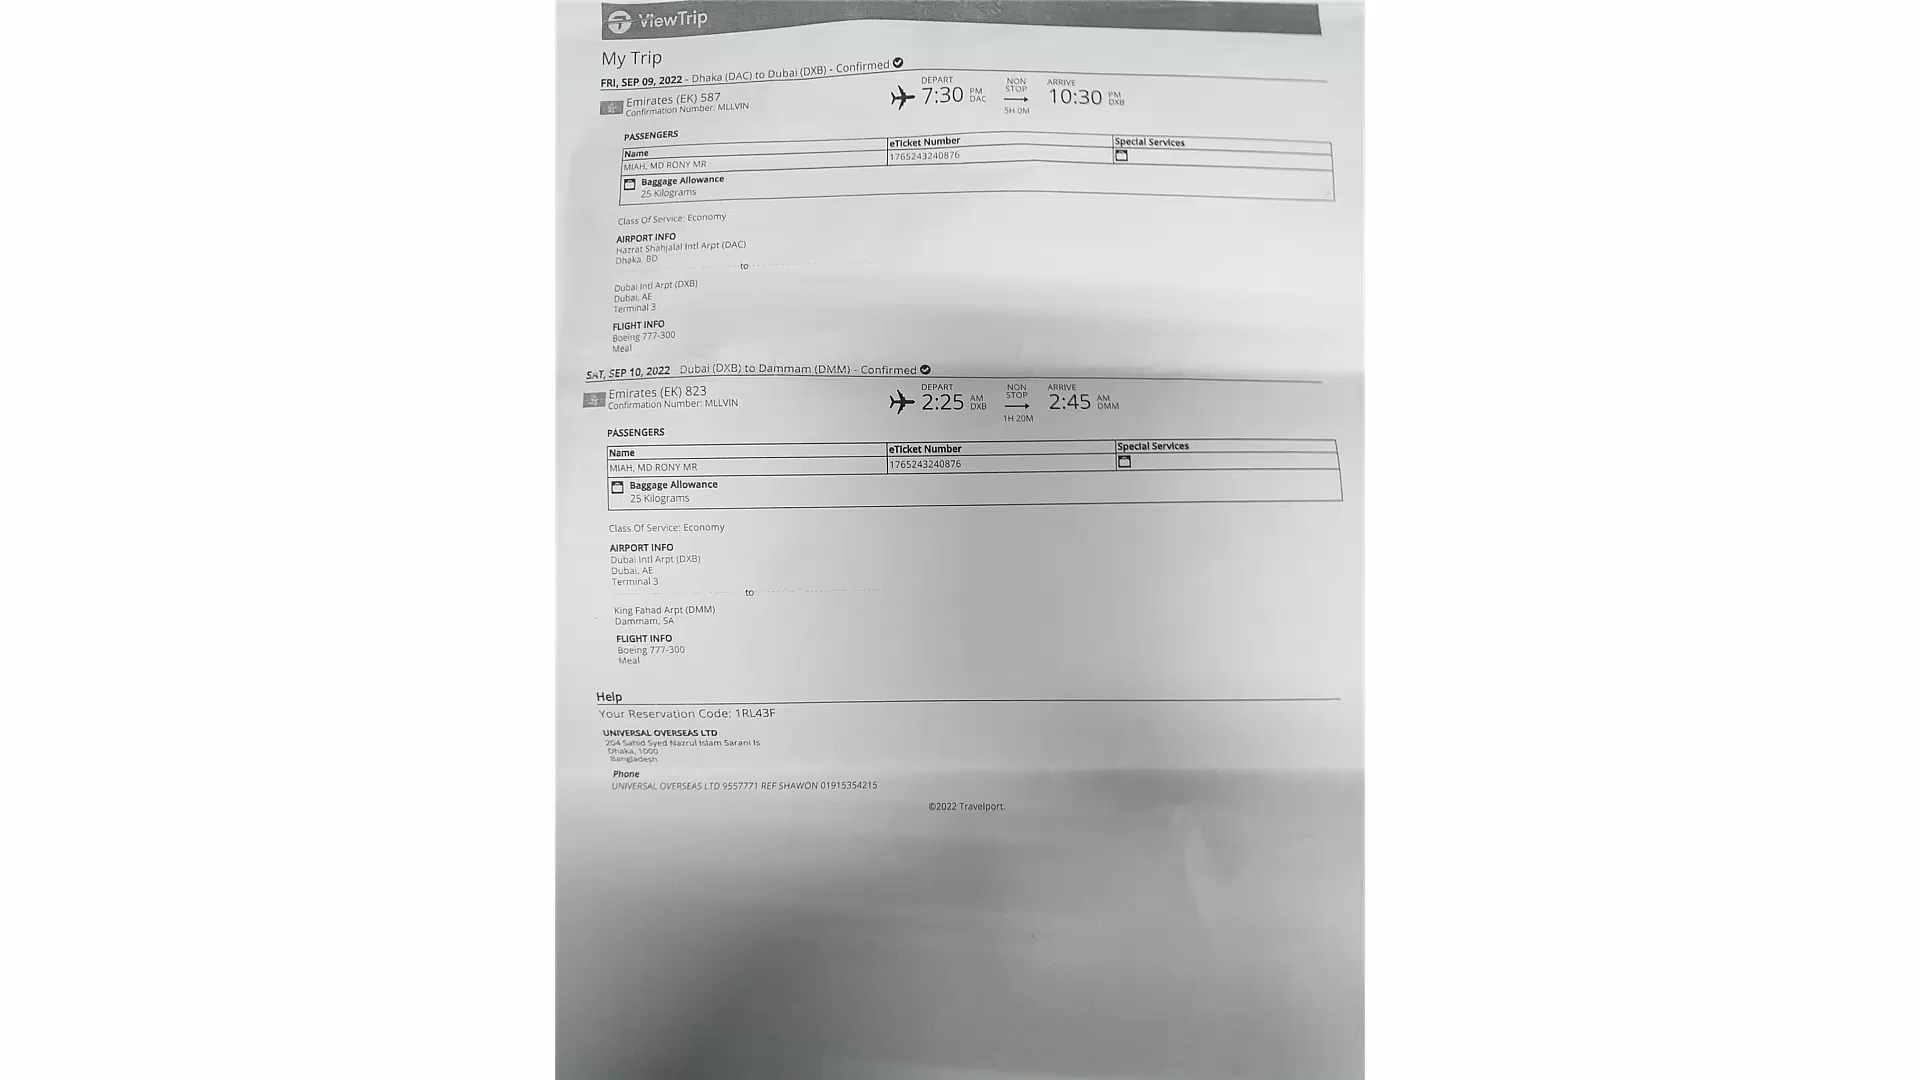 ViewTrip
My Trip
FRI, SEP 09, 2022 - Dhaka (DAC) to Dubai (DXB) - Confirmed
Emirates (EK) 587
Confirmation Number: MLLVIN
DEPART
7:30 PM DAC
NON STOP
5H 0M
ARRIVE
10:30 PM DXB
PASSENGERS
Name eTicket Number Special Services
MIAH, MD RONY MR 1765243240876
Baggage Allowance
25 Kilograms
Class Of Service: Economy
AIRPORT INFO
Hazrat Shahjalal Intl Arpt (DAC)
Dhaka, BD
to
Dubai Intl Arpt (DXB)
Dubai, AE
Terminal 3
FLIGHT INFO
Boeing 777-300
Meal
SAT, SEP 10, 2022 - Dubai (DXB) to Dammam (DMM) - Confirmed
Emirates (EK) 823
Confirmation Number: MLLVIN
DEPART
2:25 AM DXB
NON STOP
1H 20M
ARRIVE
2:45 AM DMM
PASSENGERS
Name eTicket Number Special Services
MIAH, MD RONY MR 1765243240876
Baggage Allowance
25 Kilograms
Class Of Service: Economy
AIRPORT INFO
Dubai Intl Arpt (DXB)
Dubai, AE
Terminal 3
to
King Fahad Arpt (DMM)
Dammam, SA
FLIGHT INFO
Boeing 777-300
Meal
Help
Your Reservation Code: 1RL43F
UNIVERSAL OVERSEAS LTD
204 Sahid Syed Nazrul Islam Sarani Is
Dhaka, 1000
Bangladesh
Phone
UNIVERSAL OVERSEAS LTD 9557771 REF SHAWON 01915354215
©2022 Travelport.